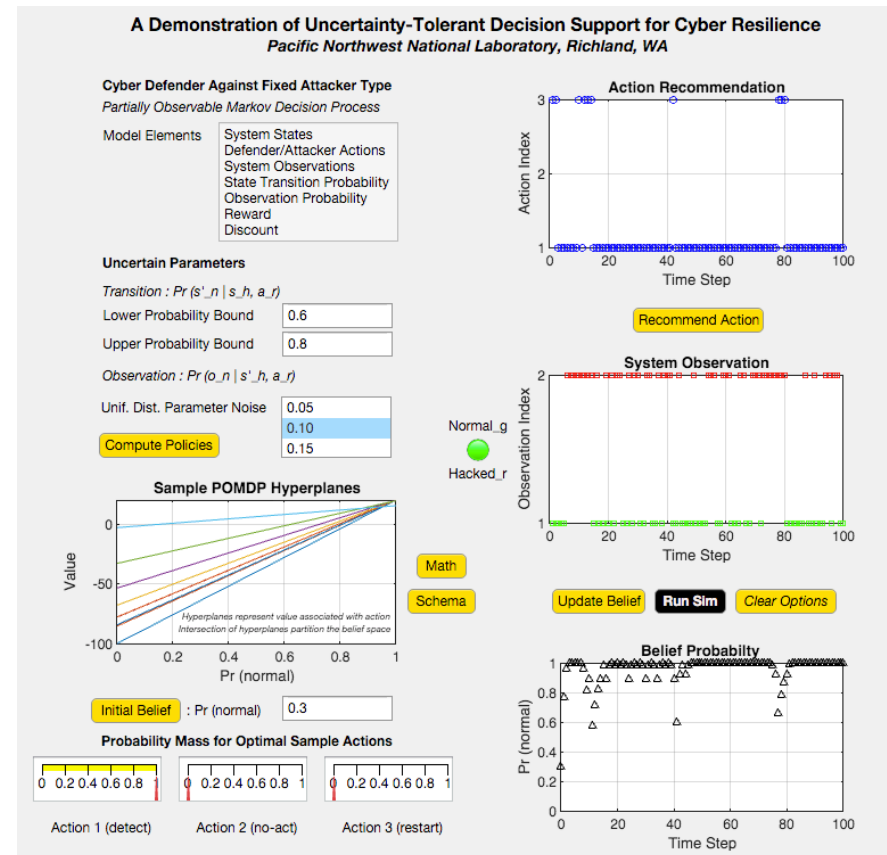 A Demonstration of Uncertainty-Tolerant Decision Support for Cyber Resilience
Pacific Northwest National Laboratory, Richland, WA
Cyber Defender Against Fixed Attacker Type
Partially Observable Markov Decision Process
Model Elements
System States
Defender/Attacker Actions
System Observations
State Transition Probability
Observation Probability
Reward
Discount
Uncertain Parameters
Transition : Pr (s'_n | s_h, a_r)
Lower Probability Bound 0.6
Upper Probability Bound 0.8
Observation : Pr (o_n | s'_h, a_r)
Unif. Dist. Parameter Noise 0.05
0.10
0.15
Compute Policies
Normal_g
Hacked_r
Sample POMDP Hyperplanes
Value
0
-50
-100
Hyperplanes represent value associated with action
Intersection of hyperplanes partition the belief space
0 0.2 0.4 0.6 0.8 1
Pr (normal)
Math
Schema
Initial Belief : Pr (normal) 0.3
Probability Mass for Optimal Sample Actions
0 0.2 0.4 0.6 0.8 1
0 0.2 0.4 0.6 0.8 1
0 0.2 0.4 0.6 0.8 1
Action 1 (detect) Action 2 (no-act) Action 3 (restart)
Action Recommendation
Action Index
3
2
1
0 20 40 60 80 100
Time Step
Recommend Action
System Observation
Observation Index
2
1
0 20 40 60 80 100
Time Step
Update Belief Run Sim Clear Options
Belief Probabilty
Pr (normal)
1
0.8
0.6
0.4
0.2
0
0 20 40 60 80 100
Time Step